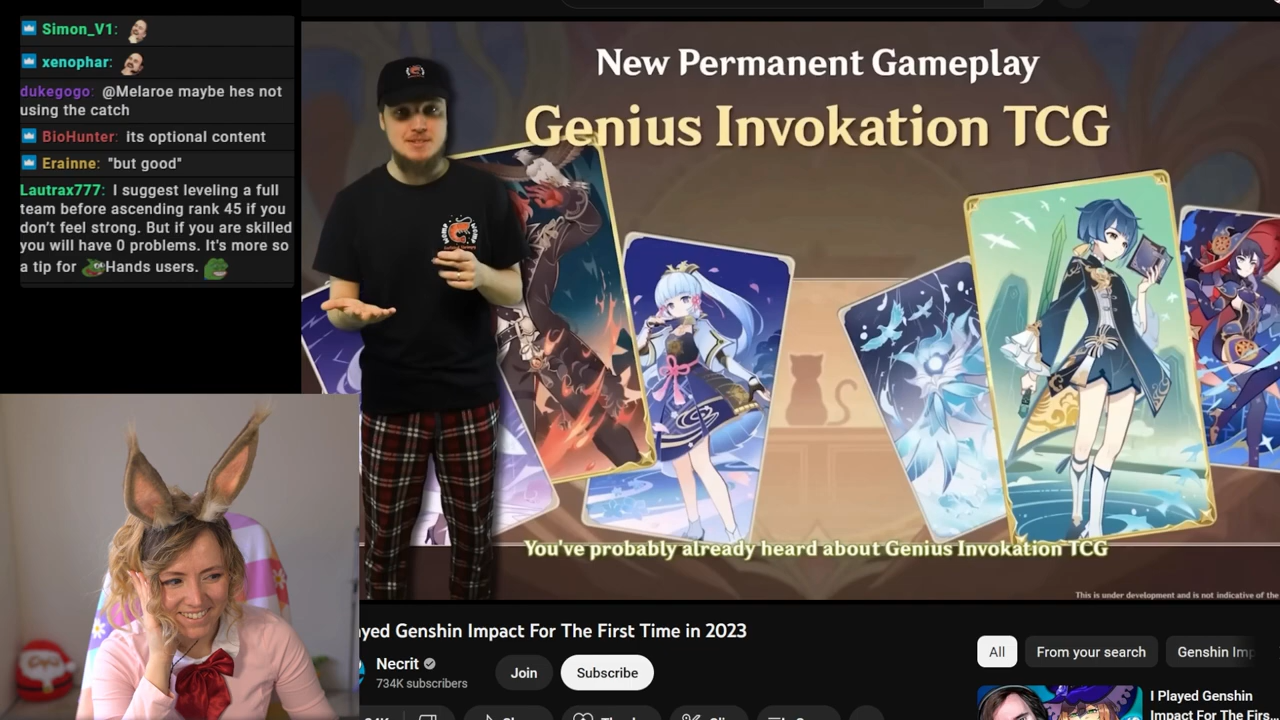 Simon_V1:
xenophar:
dukegogo: @Melaroe maybe hes not
using the catch
BioHunter: its optional content
Erainne: "but good"
Lautrax777: I suggest leveling a full
team before ascending rank 45 if you
don't feel strong. But if you are skilled
you will have 0 problems. It's more so
a tip for Hands users.
New Permanent Gameplay
Genius Invokation TCG
You've probably already heard about Genius Invokation TCG
This is under development and is not indicative of the
ayed Genshin Impact For The First Time in 2023
Necrit
734K subscribers
Join
Subscribe
All
From your search
Genshin Imp
I Played Genshin
Impact For The Firs